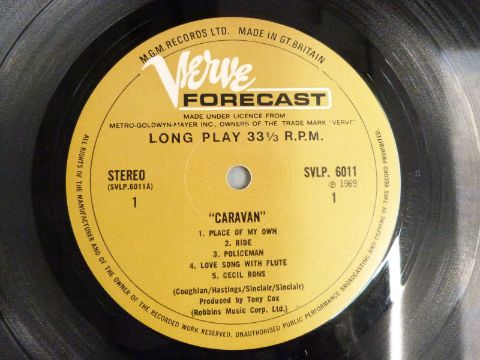 M.G.M. RECORDS LTD. MADE IN GT. BRITAIN
Verve
FORECAST
MADE UNDER LICENCE FROM
METRO-GOLDWYN-MAYER INC., OWNERS OF THE TRADE MARK "VERVE"
LONG PLAY 33⅓ R.P.M.
STEREO
(SVLP. 6011A)
1
SVLP. 6011
℗ 1969
1
"CARAVAN"
1. PLACE OF MY OWN
2. RIDE
3. POLICEMAN
4. LOVE SONG WITH FLUTE
5. CECIL RONS
(Coughlan/Hastings/Sinclair/Sinclair)
Produced by Tony Cox
(Robbins Music Corp. Ltd.)
ALL RIGHTS OF THE MANUFACTURER AND OF THE OWNER OF THE RECORDED WORK RESERVED. UNAUTHORISED PUBLIC PERFORMANCE BROADCASTING AND COPYING OF THIS RECORD PROHIBITED.